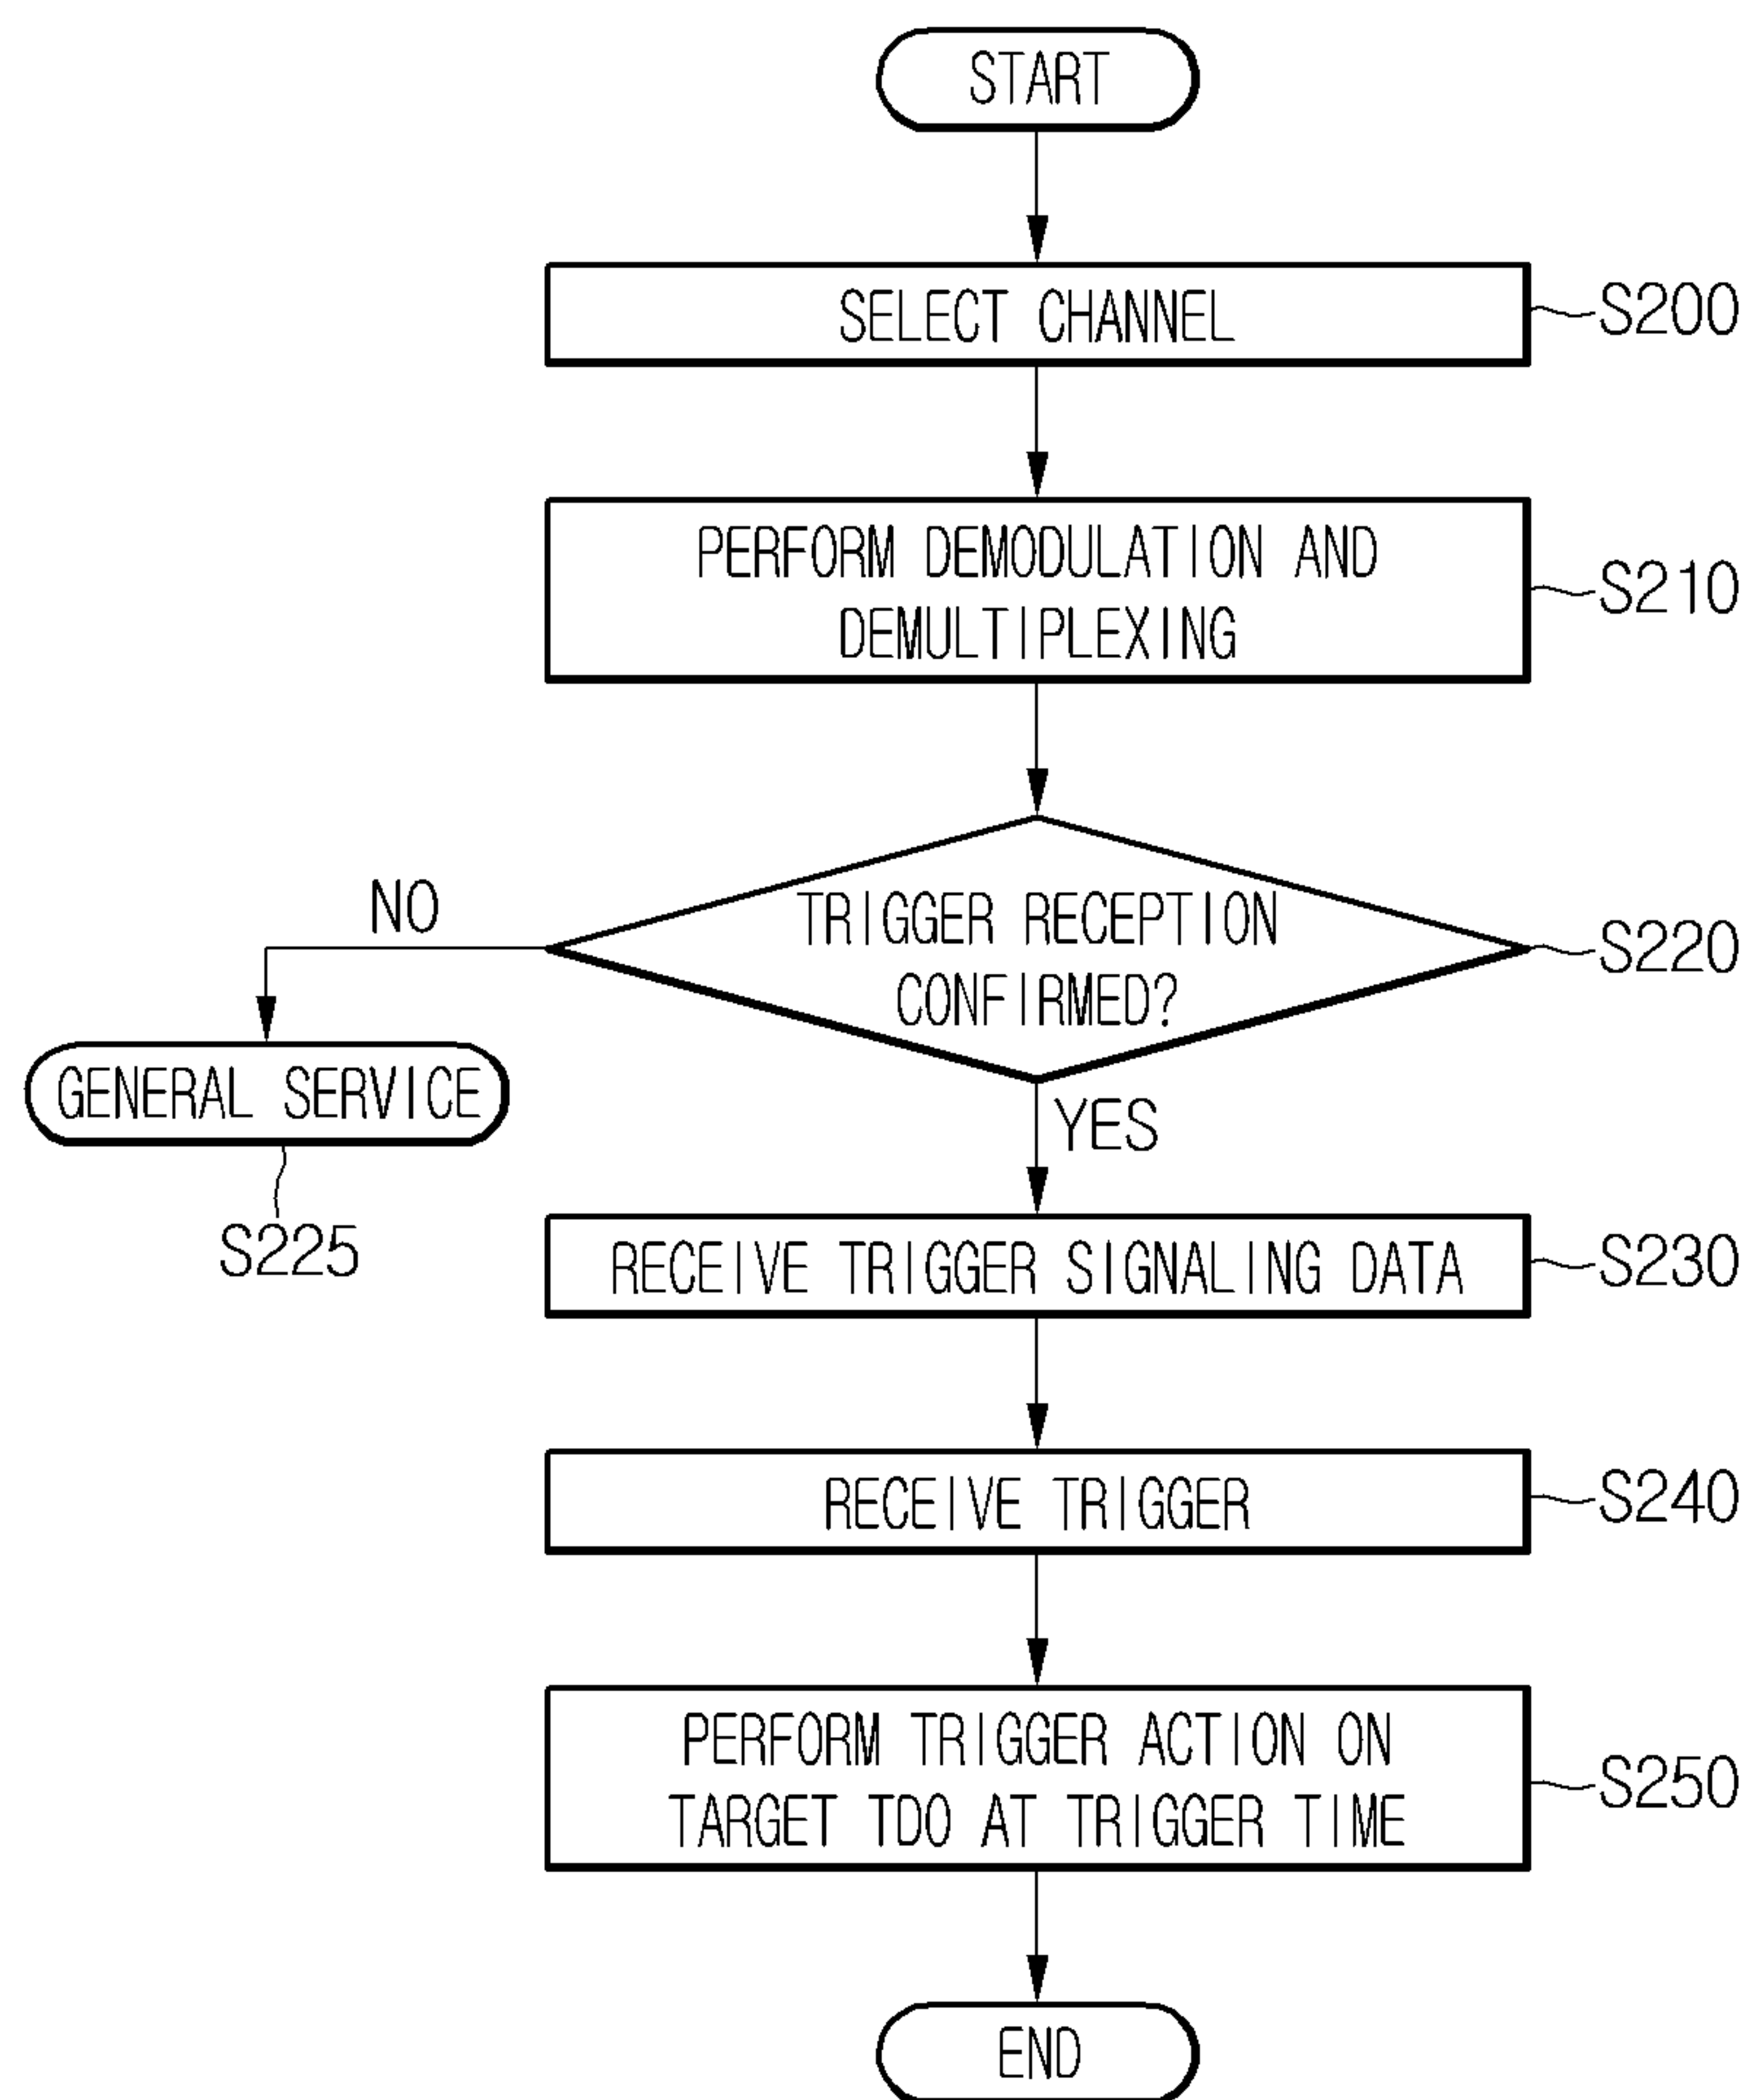 START
SELECT CHANNEL
S200
PERFORM DEMODULATION AND
DEMULTIPLEXING
S210
TRIGGER RECEPTION
CONFIRMED?
S220
NO
GENERAL SERVICE
S225
YES
RECEIVE TRIGGER SIGNALING DATA
S230
RECEIVE TRIGGER
S240
PERFORM TRIGGER ACTION ON
TARGET TDO AT TRIGGER TIME
S250
END